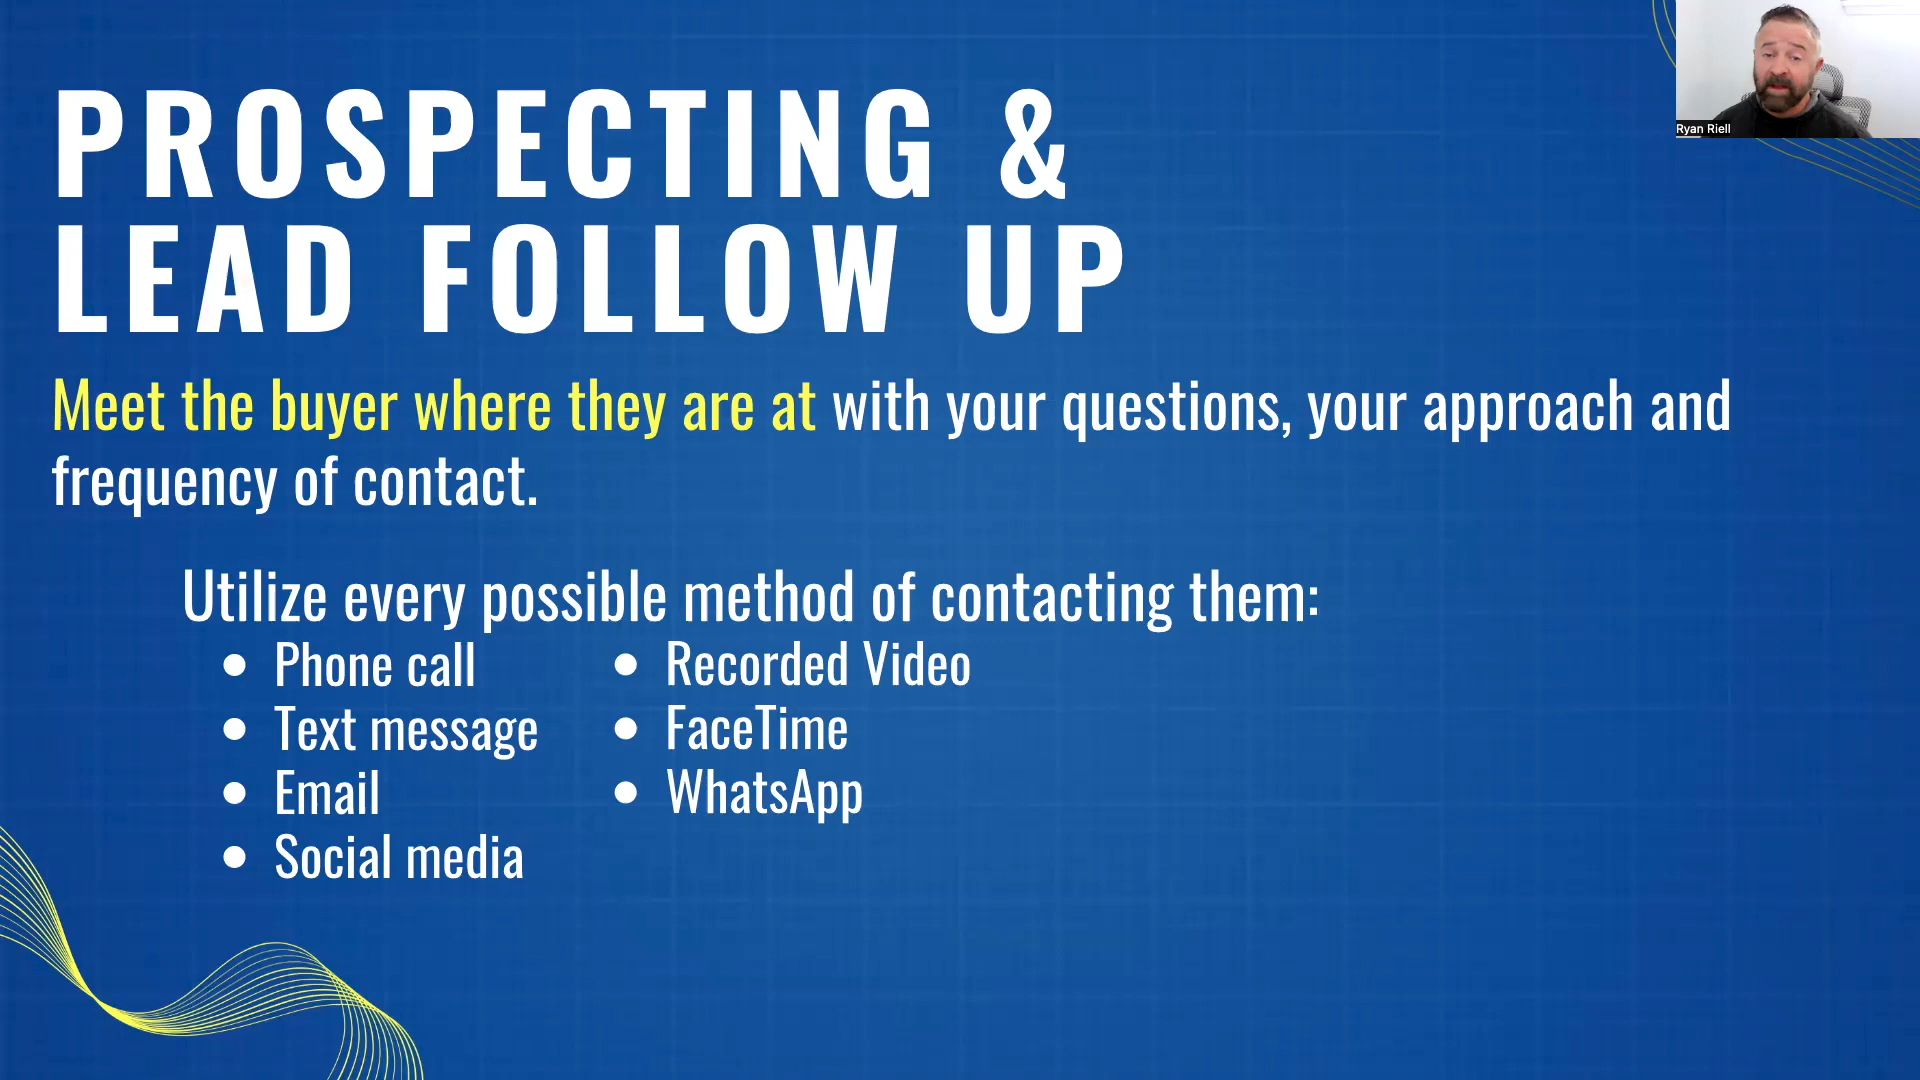 PROSPECTING &
LEAD FOLLOW UP
Meet the buyer where they are at with your questions, your approach and
frequency of contact.
Utilize every possible method of contacting them:
• Phone call
• Text message
• Email
• Social media
• Recorded Video
• FaceTime
• WhatsApp
Ryan Riell